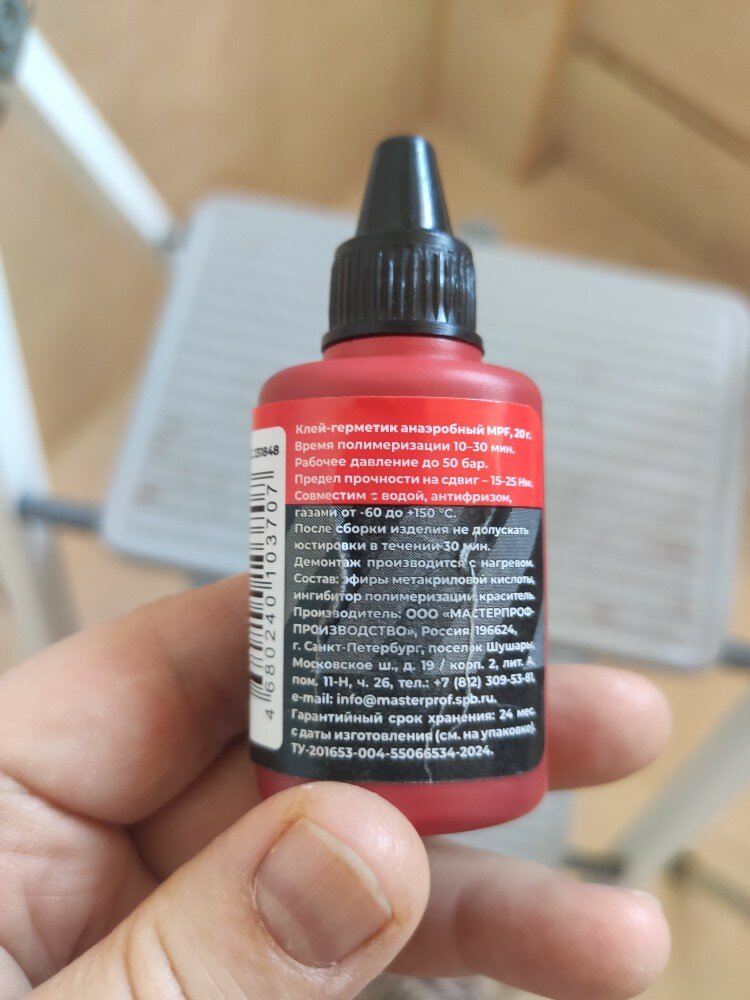 Клей-герметик анаэробный MPF, 20 г.
Время полимеризации 10–30 мин.
Рабочее давление до 50 бар.
Предел прочности на сдвиг – 15-25 Нм.
Совместим с водой, антифризом,
газами от -60 до +150 °C.
После сборки изделия не допускать
юстировки в течении 30 мин.
Демонтаж производится с нагревом.
Состав: эфиры метакриловой кислоты,
ингибитор полимеризации, краситель.
Производитель: ООО «МАСТЕРПРОФ-
ПРОИЗВОДСТВО», Россия, 196624,
г. Санкт-Петербург, поселок Шушары,
Московское ш., д. 19 / корп. 2, лит. А,
пом. 11-Н, ч. 26, тел.: +7 (812) 309-53-81,
e-mail: info@masterprof.spb.ru.
Гарантийный срок хранения: 24 мес.
с даты изготовления (см. на упаковке).
ТУ-201653-004-55066534-2024.
4 680240 103707